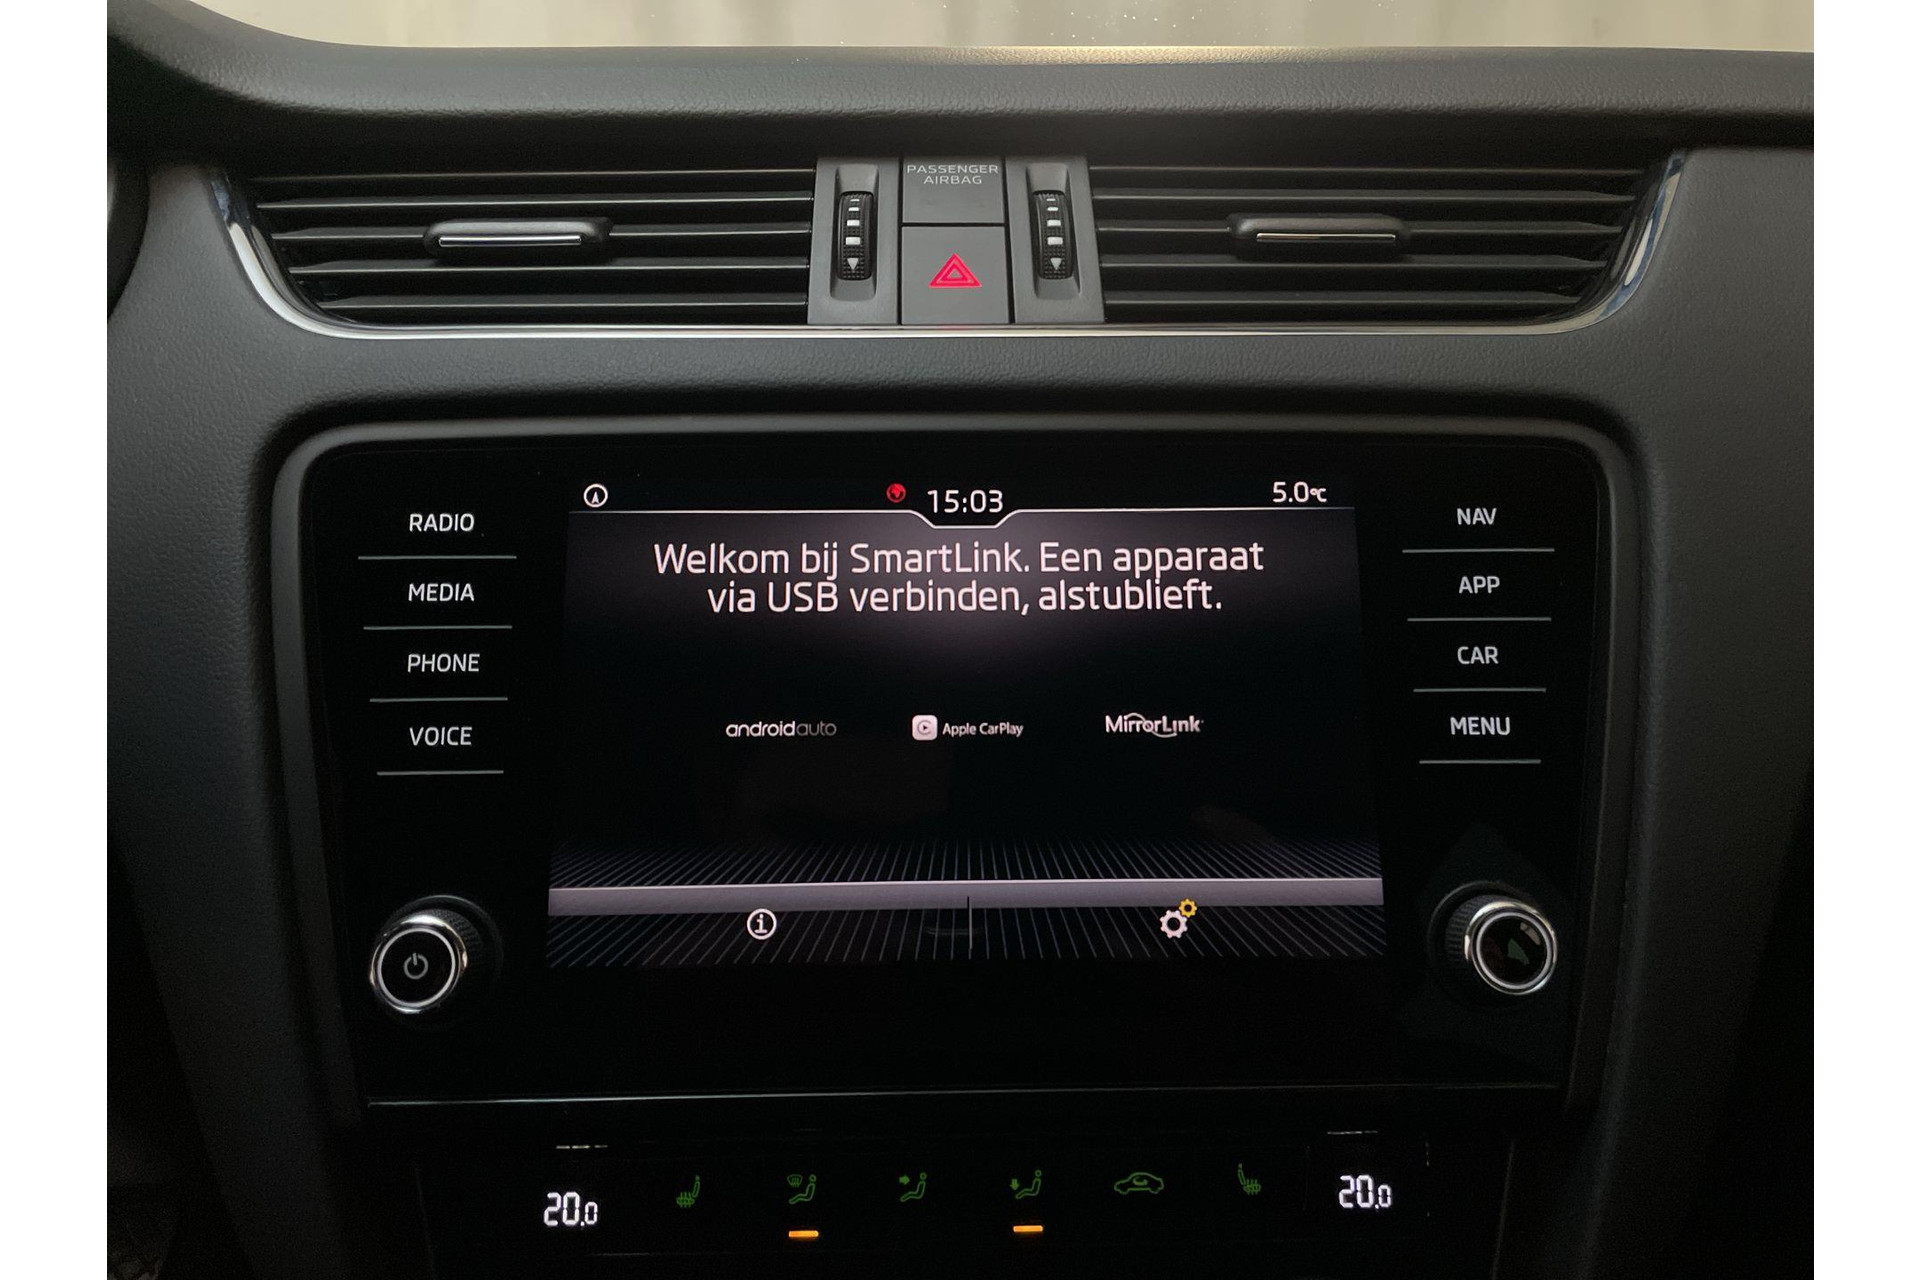 PASSENGER
AIRBAG
15:03
5.0°C
RADIO
MEDIA
PHONE
VOICE
Welkom bij SmartLink. Een apparaat
via USB verbinden, alstublieft.
androidauto
Apple CarPlay
MirrorLink
NAV
APP
CAR
MENU
20.0
20.0